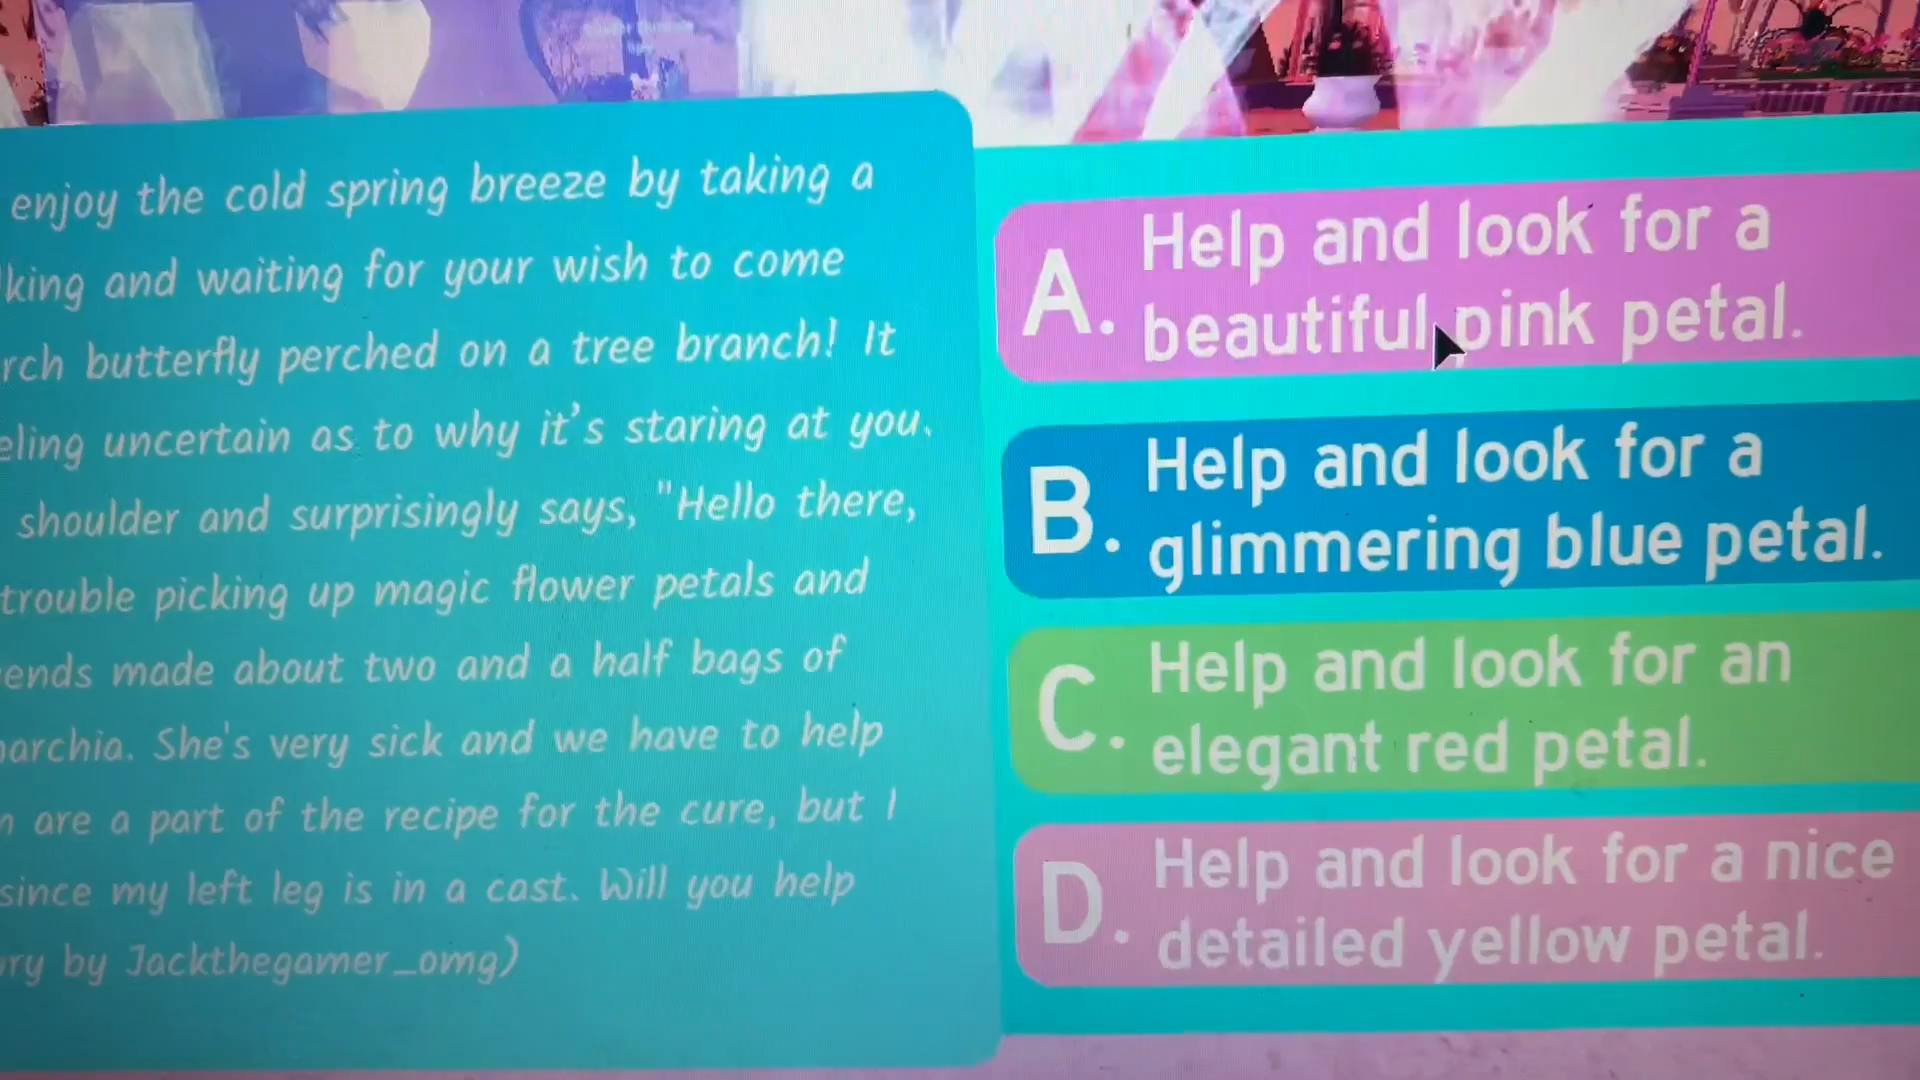 enjoy the cold spring breeze by taking a
king and waiting for your wish to come
rch butterfly perched on a tree branch! It
eling uncertain as to why it's staring at you.
shoulder and surprisingly says, "Hello there,
trouble picking up magic flower petals and
ends made about two and a half bags of
archia. She's very sick and we have to help
are a part of the recipe for the cure, but I
since my left leg is in a cast. Will you help
ry by Jackthegamer_omg)
A. Help and look for a
beautiful pink petal.
B. Help and look for a
glimmering blue petal.
C. Help and look for an
elegant red petal.
D. Help and look for a nice
detailed yellow petal.